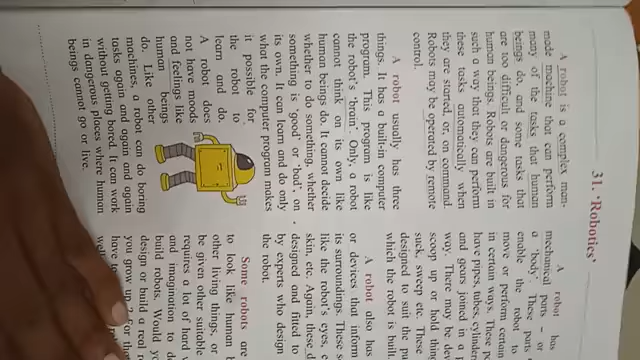 31. 'Robotics'
A robot is a complex man-
made machine that can perform
many of the tasks that human
beings do, and some tasks that
are too difficult or dangerous for
human beings. Robots are built in
such way that they can perform
these tasks automatically when
they are started, or, on command.
Robots may be operated by remote
control.
A robot usually has three
things. It has a built-in computer
program. This program is like
the robot's 'brain'. Only, a robot
cannot think on its own like
human beings do. It cannot decide
whether to do something, whether
something is 'good' or 'bad', on
its own. It can learn and do only
what the computer program makes
it possible for
the robot to
learn and do.
A robot does
not have moods
and feelings like
human beings
do. Like other
machines, a robot can do boring
tasks again and again and again
without getting bored. It can work
in dangerous places where human
beings cannot go or live.
A robot has
mechanical parts – or
a 'body'. These parts
enable the robot to
move or perform certain
in certain ways. These
have pipes, tubes,
and gears joined a
way. There may be
scoop up or hold
suck, sweep etc. These
designed to suit the
which the robot is built.
A robot also has
or devices that inform
its surroundings. These
like the robot's eyes,
skin, etc. Again, these
designed and fitted to
by experts who design
the robot.
Some robots are
to look like human
other living things, or
be given other suitable
requires a lot of hard
and imagination to
build robots. Would
design or build a real
you grow up? For
have to